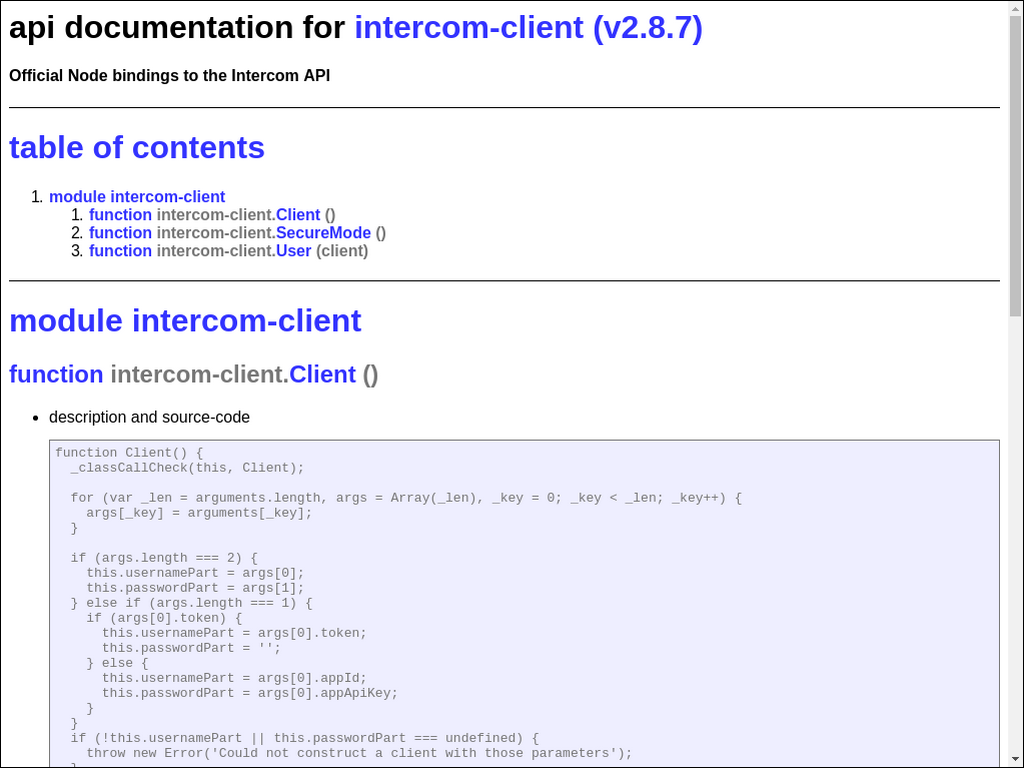 api documentation for intercom-client (v2.8.7)
Official Node bindings to the Intercom API
table of contents
1. module intercom-client
1. function intercom-client.Client ()
2. function intercom-client.SecureMode ()
3. function intercom-client.User (client)
module intercom-client
function intercom-client.Client ()
• description and source-code
function Client() {
  _classCallCheck(this, Client);
  for (var _len = arguments.length, args = Array(_len), _key = 0; _key < _len; _key++) {
    args[_key] = arguments[_key];
  }
  if (args.length === 2) {
    this.usernamePart = args[0];
    this.passwordPart = args[1];
  } else if (args.length === 1) {
    if (args[0].token) {
      this.usernamePart = args[0].token;
      this.passwordPart = '';
    } else {
      this.usernamePart = args[0].appId;
      this.passwordPart = args[0].appApiKey;
    }
  }
  if (!this.usernamePart || this.passwordPart === undefined) {
    throw new Error('Could not construct a client with those parameters');
  }